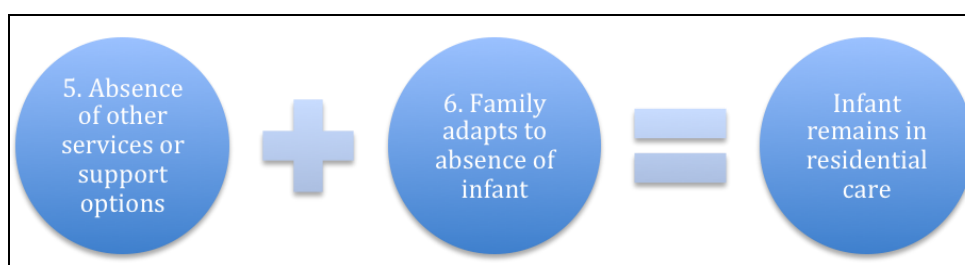 5. Absence
of other
services or
support
options
6. Family
adapts to
absence of
infant
Infant
remains in
residential
care